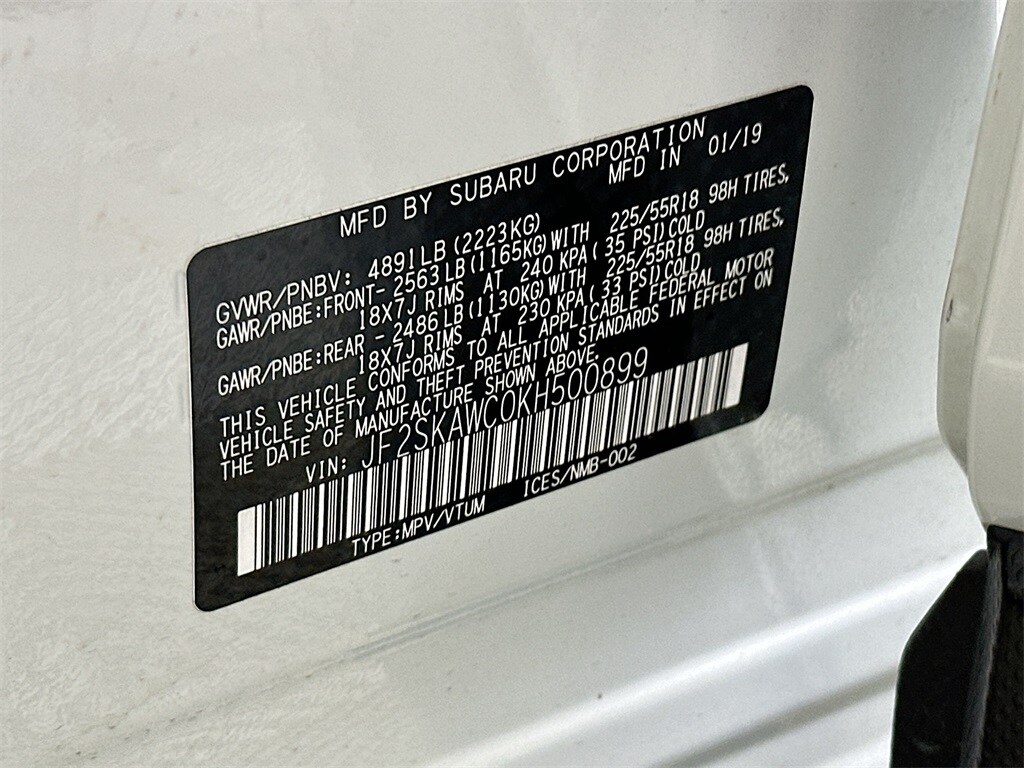 MFD BY SUBARU CORPORATION
MFD IN 01/19
GVWR/PNBV: 4891LB(2223KG)
GAWR/PNBE:FRONT- 2563LB(1165KG)WITH 225/55R18 98H TIRES,
18X7J RIMS AT 240 KPA( 35 PSI)COLD
GAWR/PNBE:REAR - 2486LB(1130KG)WITH 225/55R18 98H TIRES,
18X7J RIMS AT 230 KPA( 33 PSI)COLD
THIS VEHICLE CONFORMS TO ALL APPLICABLE FEDERAL MOTOR
VEHICLE SAFETY AND THEFT PREVENTION STANDARDS IN EFFECT ON
THE DATE OF MANUFACTURE SHOWN ABOVE.
VIN: JF2SKAWC0KH500899
TYPE:MPV/VTUM ICES/NMB-002